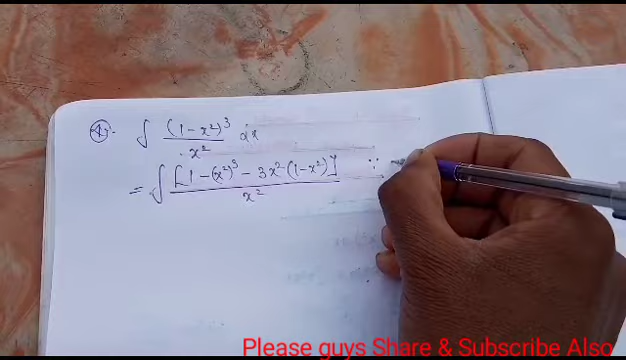 ④:- ∫ (1-x²)³/x² dx
= ∫ [1-(x²)³-3x²(1-x²)]/x² ∵
Please guys Share & Subscribe Also